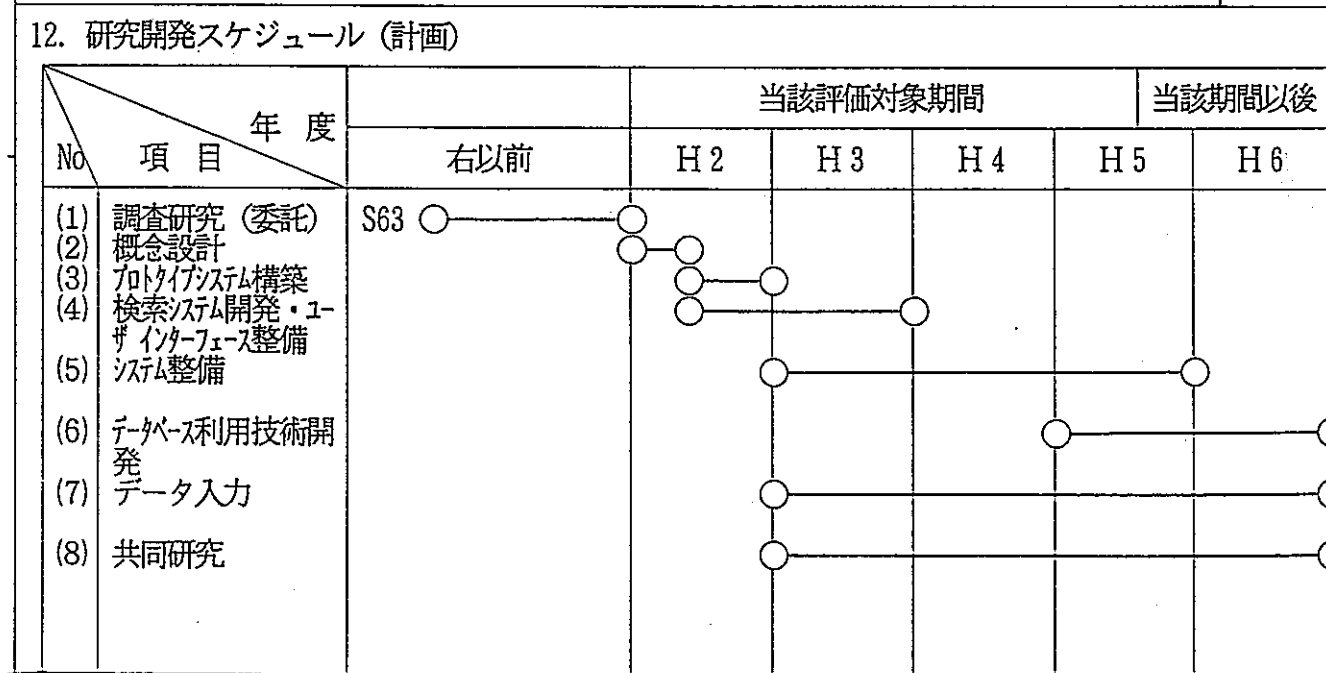 12. 研究開発スケジュール (計画)
年 度
No 項 目
当該評価対象期間 当該期間以後
右以前 H 2 H 3 H 4 H 5 H 6
(1) 調査研究 (委託) S63
(2) 概念設計
(3) プロトタイプシステム構築
(4) 検索システム開発・ユー
ザ インターフェース整備
(5) システム整備
(6) データベース利用技術開
発
(7) データ入力
(8) 共同研究